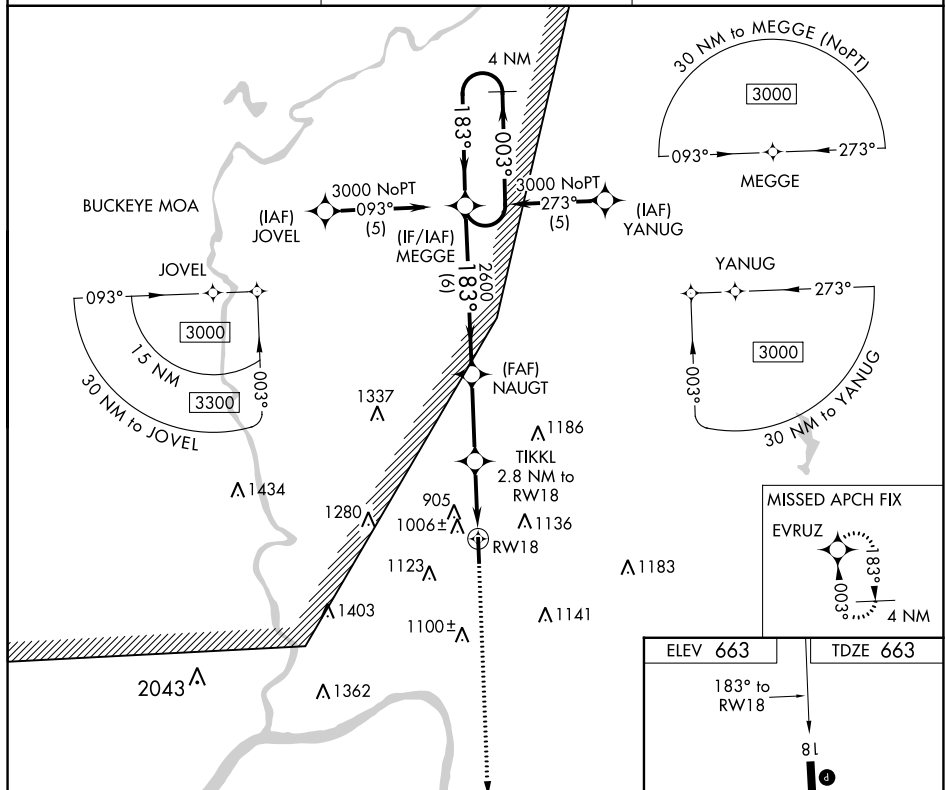 30 NM to MEGGE (NoPT)
3000
093°
273°
MEGGE
4 NM
183°
003°
3000 NoPT
093°
(5)
3000 NoPT
273°
(5)
BUCKEYE MOA
(IAF)
JOVEL
(IF/IAF)
MEGGE
(IAF)
YANUG
2600
183°
(6)
JOVEL
093°
3000
15 NM
3300
003°
30 NM to JOVEL
YANUG
273°
3000
003°
30 NM to YANUG
(FAF)
NAUGT
1337
1186
TIKKL
2.8 NM to
RW18
1434
905
1280
1006±
1136
RW18
1123
1183
1403
1141
1100±
2043
1362
MISSED APCH FIX
EVRUZ
183°
003°
4 NM
ELEV 663
TDZE 663
183° to
RW18
18
P